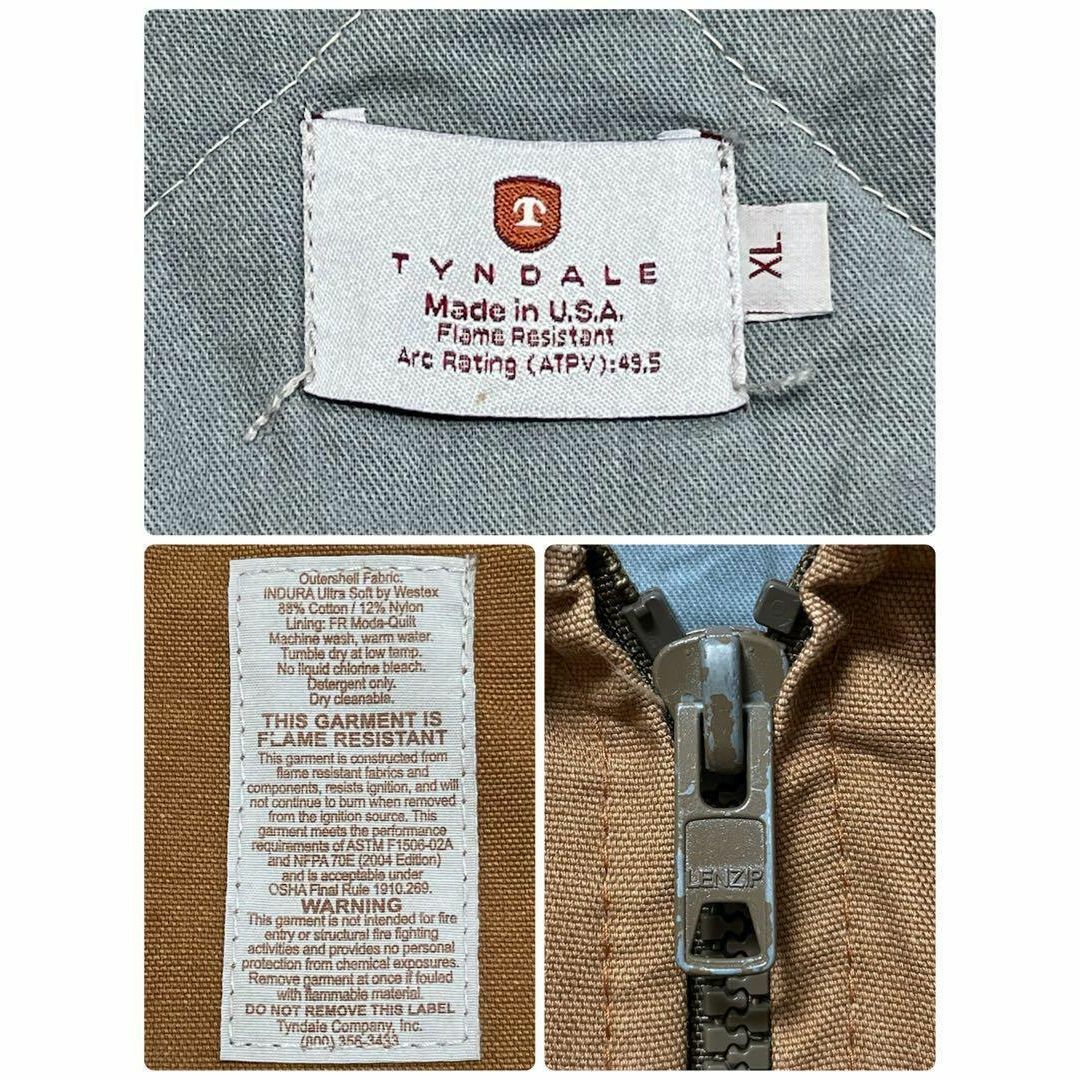 T
TYNDALE
Made in U.S.A.
Flame Resistant
Arc Rating (ATPV):49.5
XL
Outershell Fabric:
INDURA Ultra Soft by Westex
88% Cotton / 12% Nylon
Lining: FR Moda-Quilt
Machine wash, warm water.
Tumble dry at low temp.
No liquid chlorine bleach.
Detergent only.
Dry cleanable.
THIS GARMENT IS
FLAME RESISTANT
This garment is constructed from
flame resistant fabrics and
components, resists ignition, and will
not continue to burn when removed
from the ignition source. This
garment meets the performance
requirements of ASTM F1506-02A
and NFPA 70E (2004 Edition)
and is acceptable under
OSHA Final Rule 1910.269.
WARNING
This garment is not intended for fire
entry or structural fire fighting
activities and provides no personal
protection from chemical exposures.
Remove garment at once if fouled
with flammable material.
DO NOT REMOVE THIS LABEL
Tyndale Company, Inc.
(800) 356-3433
LENZIP